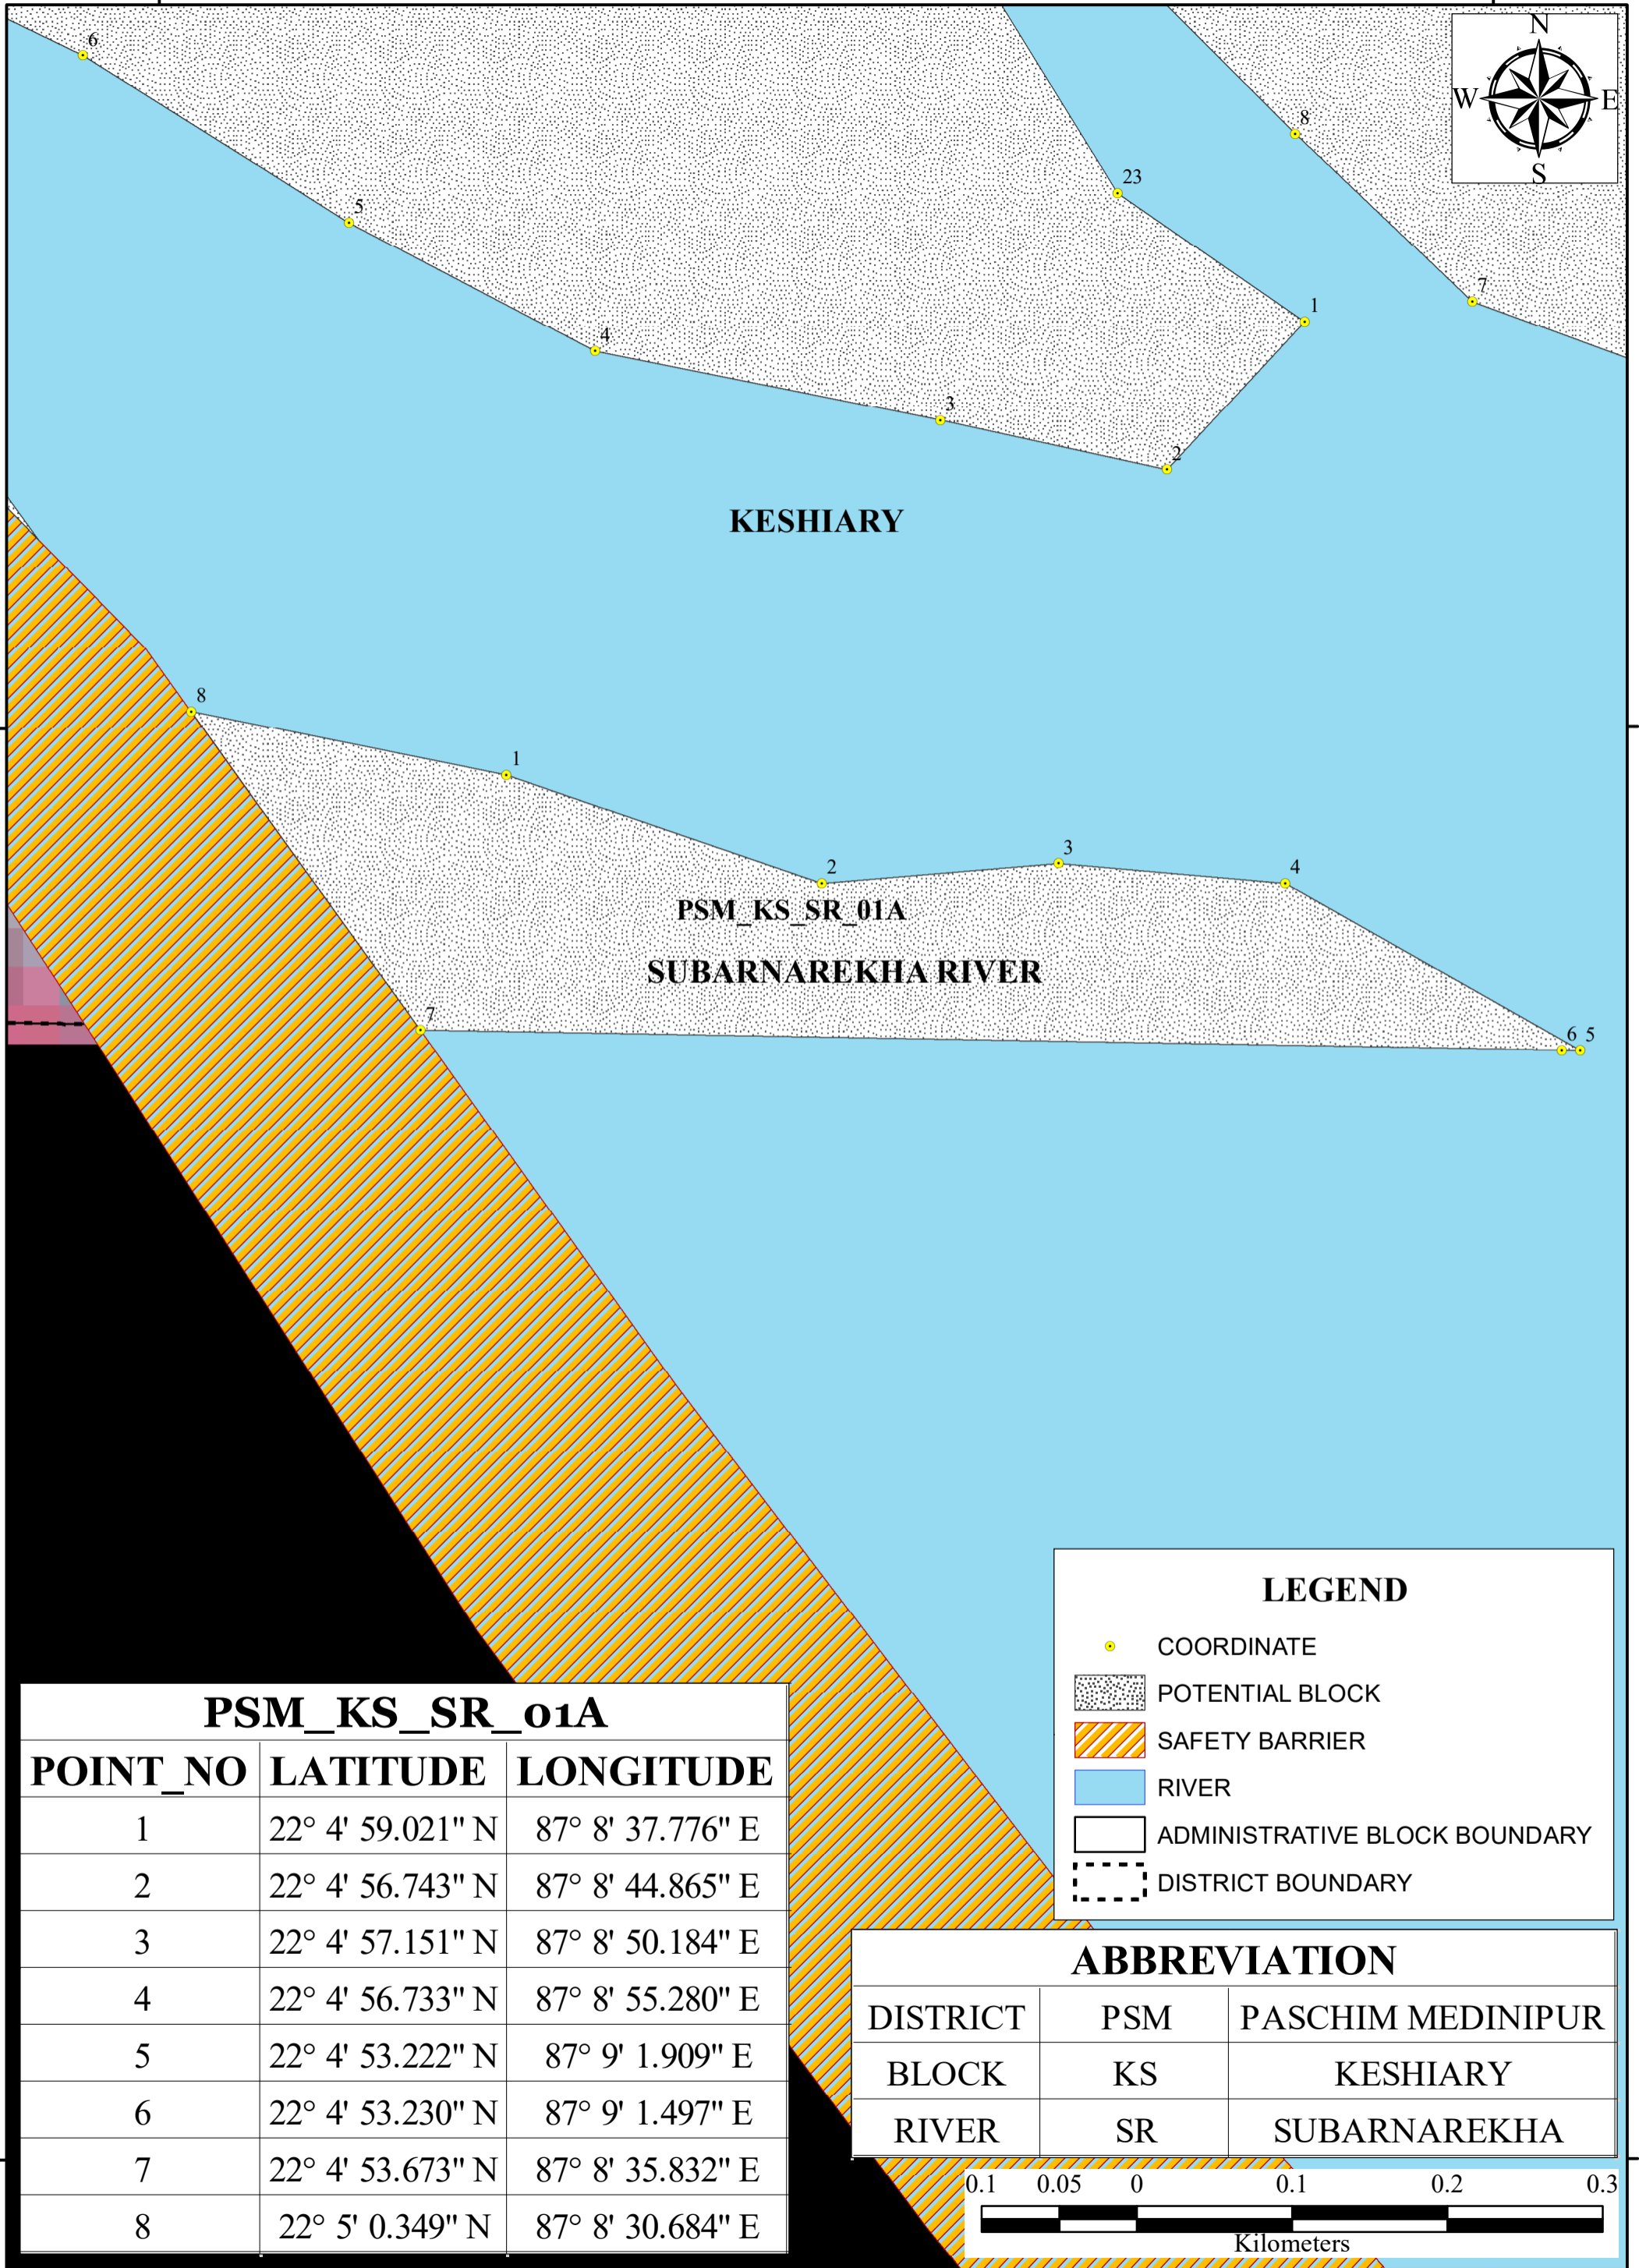 N
W E
S
6
8
23
5
7
1
4
3
2
KESHIARY
8
1
3
2
4
PSM_KS_SR_01A
SUBARNAREKHA RIVER
7
6 5
LEGEND
COORDINATE
POTENTIAL BLOCK
SAFETY BARRIER
RIVER
ADMINISTRATIVE BLOCK BOUNDARY
DISTRICT BOUNDARY
PSM_KS_SR_01A
POINT_NO LATITUDE LONGITUDE
1 22° 4' 59.021" N 87° 8' 37.776" E
2 22° 4' 56.743" N 87° 8' 44.865" E
3 22° 4' 57.151" N 87° 8' 50.184" E
4 22° 4' 56.733" N 87° 8' 55.280" E
5 22° 4' 53.222" N 87° 9' 1.909" E
6 22° 4' 53.230" N 87° 9' 1.497" E
7 22° 4' 53.673" N 87° 8' 35.832" E
8 22° 5' 0.349" N 87° 8' 30.684" E
ABBREVIATION
DISTRICT PSM PASCHIM MEDINIPUR
BLOCK KS KESHIARY
RIVER SR SUBARNAREKHA
0.1 0.05 0 0.1 0.2 0.3
Kilometers